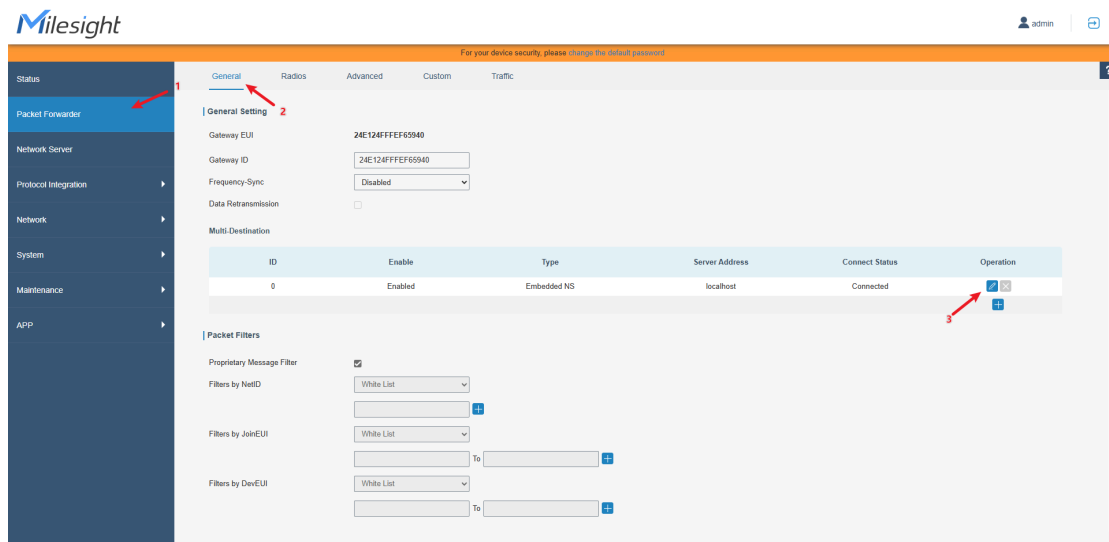 Milesight
admin
For your device security, please change the default password
Status
General Radios Advanced Custom Traffic
?
1
Packet Forwarder
General Setting
2
Gateway EUI 24E124FFFEF65940
Network Server
Gateway ID 24E124FFFEF65940
Protocol Integration
Frequency-Sync Disabled
Data Retransmission
Network
Multi-Destination
System
ID Enable Type Server Address Connect Status Operation
Maintenance
0 Enabled Embedded NS localhost Connected
3
APP
Packet Filters
Proprietary Message Filter
Filters by NetID White List
Filters by JoinEUI White List
To
Filters by DevEUI White List
To